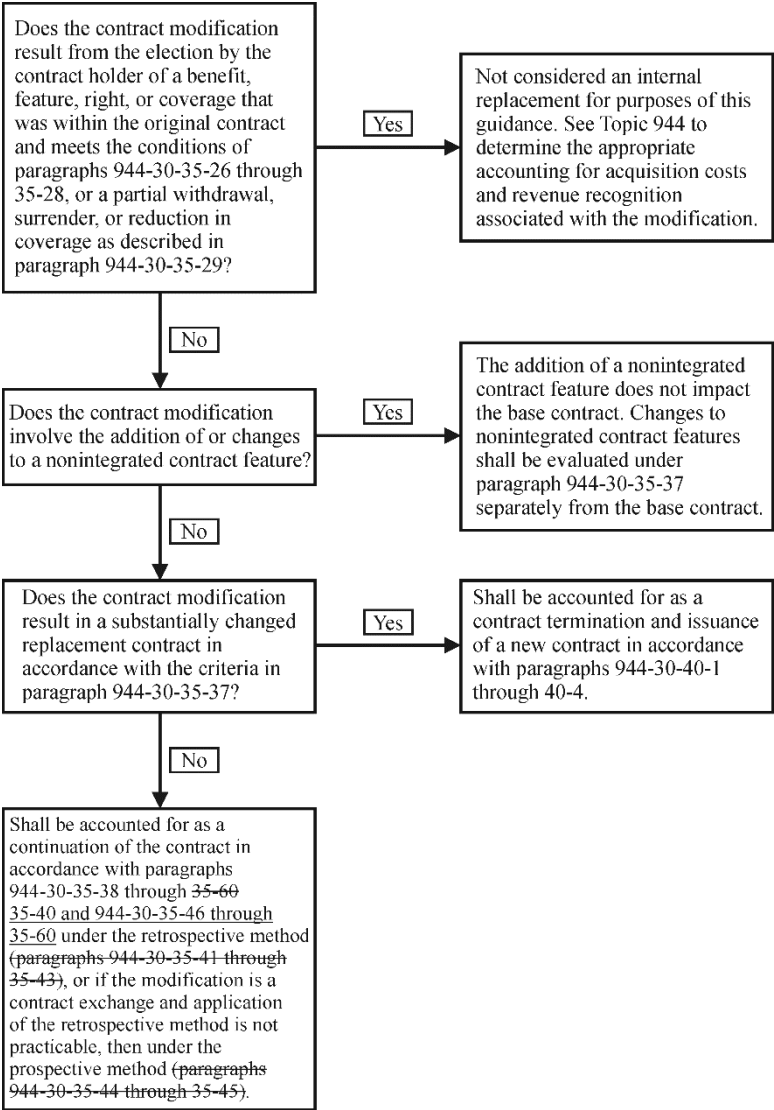 Does the contract modification
result from the election by the
contract holder of a benefit,
feature, right, or coverage that
was within the original contract
and meets the conditions of
paragraphs 944-30-35-26 through
35-28, or a partial withdrawal,
surrender, or reduction in
coverage as described in
paragraph 944-30-35-29?
Yes
Not considered an internal
replacement for purposes of this
guidance. See Topic 944 to
determine the appropriate
accounting for acquisition costs
and revenue recognition
associated with the modification.
No
Does the contract modification
involve the addition of or changes
to a nonintegrated contract feature?
Yes
The addition of a nonintegrated
contract feature does not impact
the base contract. Changes to
nonintegrated contract features
shall be evaluated under
paragraph 944-30-35-37
separately from the base contract.
No
Does the contract modification
result in a substantially changed
replacement contract in
accordance with the criteria in
paragraph 944-30-35-37?
Yes
Shall be accounted for as a
contract termination and issuance
of a new contract in accordance
with paragraphs 944-30-40-1
through 40-4.
No
Shall be accounted for as a
continuation of the contract in
accordance with paragraphs
944-30-35-38 through 35-60
35-40 and 944-30-35-46 through
35-60 under the retrospective method
(paragraphs 944-30-35-41 through
35-43), or if the modification is a
contract exchange and application
of the retrospective method is not
practicable, then under the
prospective method (paragraphs
944-30-35-44 through 35-45).